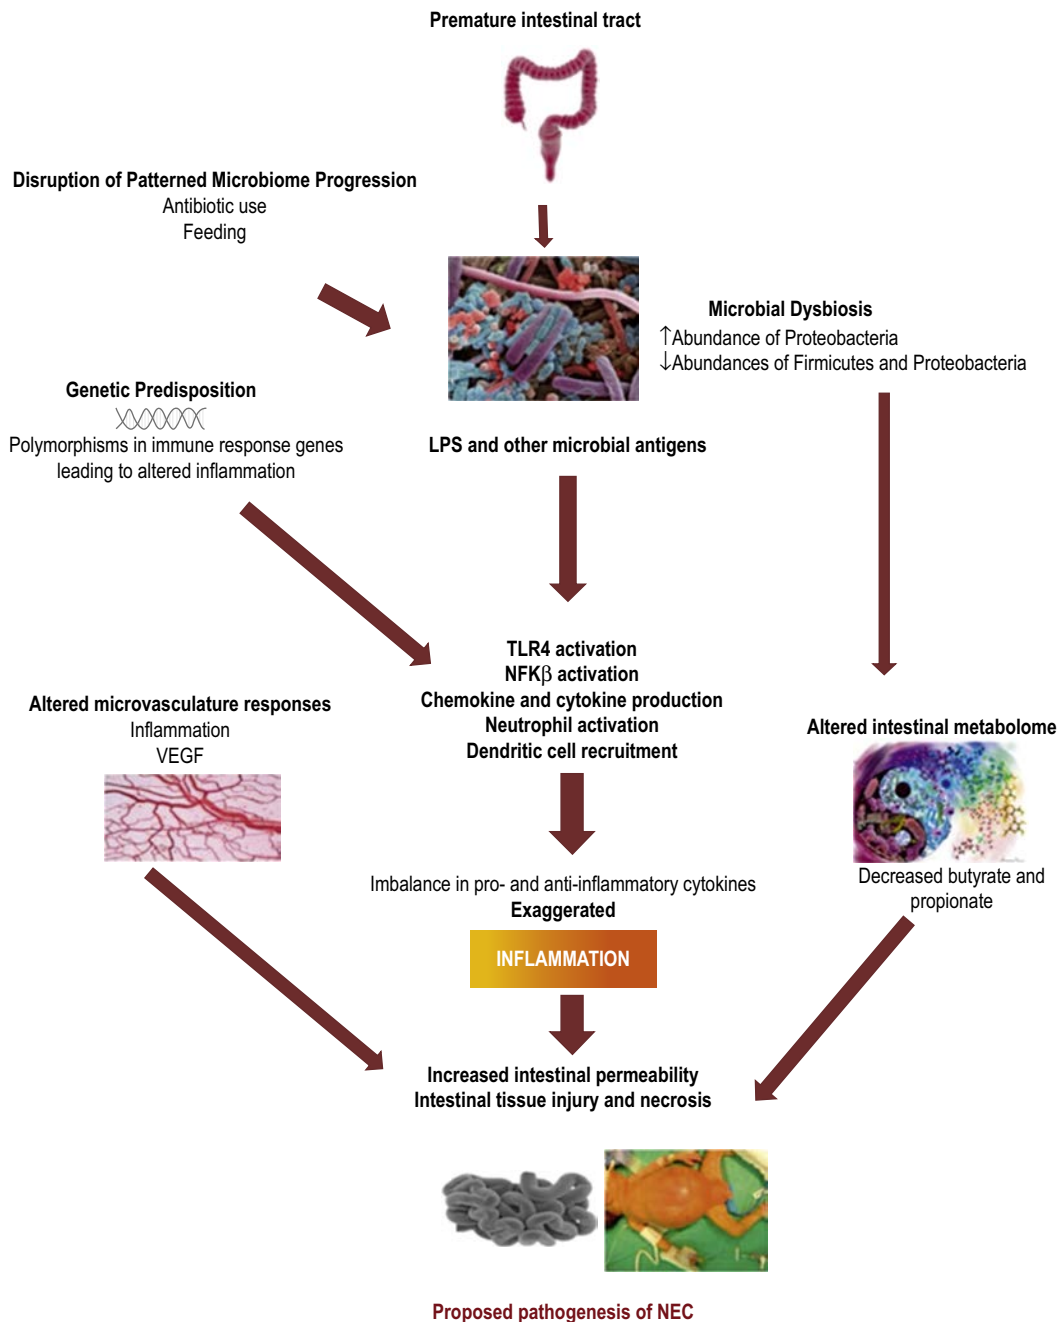 Premature intestinal tract
Disruption of Patterned Microbiome Progression
Antibiotic use
Feeding
Microbial Dysbiosis
↑Abundance of Proteobacteria
↓Abundances of Firmicutes and Proteobacteria
Genetic Predisposition
Polymorphisms in immune response genes
leading to altered inflammation
LPS and other microbial antigens
TLR4 activation
NFKβ activation
Chemokine and cytokine production
Neutrophil activation
Dendritic cell recruitment
Altered microvasculature responses
Inflammation
VEGF
Altered intestinal metabolome
Decreased butyrate and
propionate
Imbalance in pro- and anti-inflammatory cytokines
Exaggerated
INFLAMMATION
Increased intestinal permeability
Intestinal tissue injury and necrosis
Proposed pathogenesis of NEC